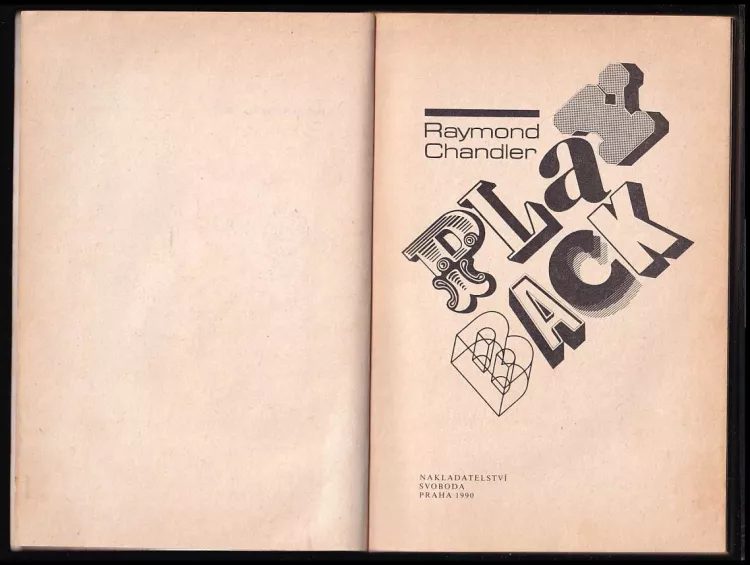 Raymond
Chandler
PLaY
BACK
NAKLADATELSTVÍ
SVOBODA
PRAHA 1990